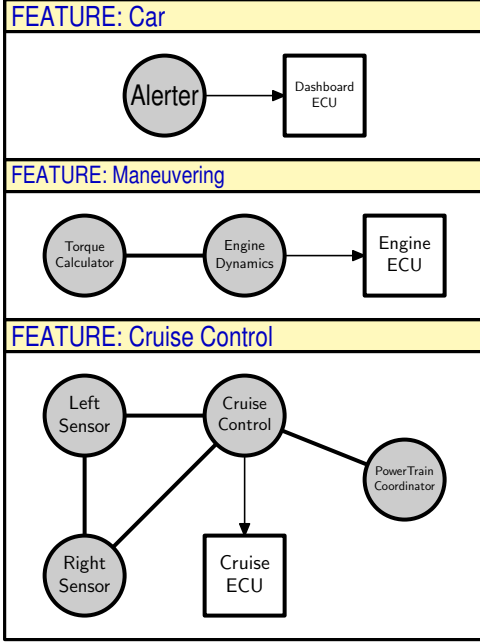 FEATURE: Car
Alerter
Dashboard
ECU
FEATURE: Maneuvering
Torque
Calculator
Engine
Dynamics
Engine
ECU
FEATURE: Cruise Control
Left
Sensor
Cruise
Control
PowerTrain
Coordinator
Right
Sensor
Cruise
ECU